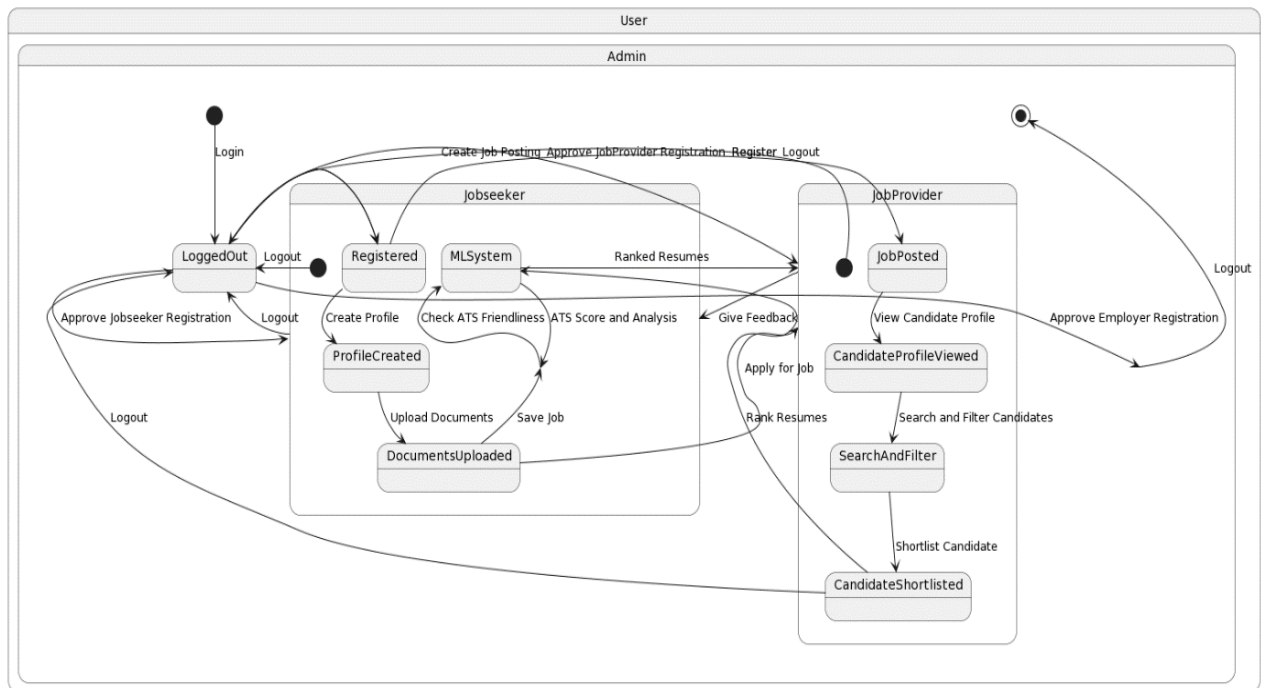 User
Admin
Login
Create Job Posting
Approve JobProvider Registration
Register
Logout
Jobseeker
JobProvider
LoggedOut
Logout
Registered
MLSystem
Ranked Resumes
JobPosted
Logout
Approve Jobseeker Registration
Logout
Create Profile
Check ATS Friendliness
ATS Score and Analysis
Give Feedback
View Candidate Profile
Approve Employer Registration
ProfileCreated
CandidateProfileViewed
Apply for Job
Logout
Upload Documents
Save Job
Rank Resumes
Search and Filter Candidates
DocumentsUploaded
SearchAndFilter
Shortlist Candidate
CandidateShortlisted